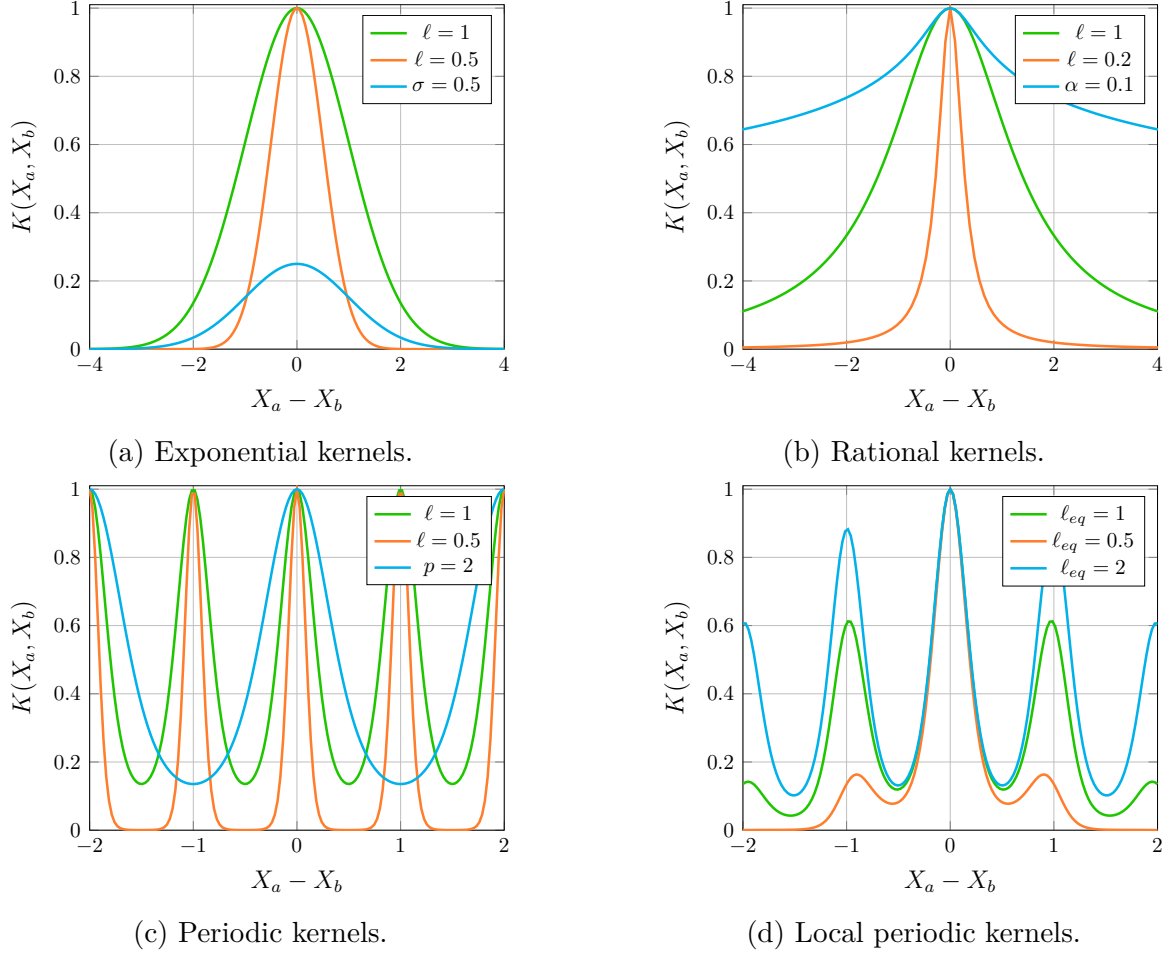 1
0.8
0.6
0.4
0.2
0
−4
−2
0
2
4
K(X_a, X_b)
X_a − X_b
ℓ = 1
ℓ = 0.5
σ = 0.5
(a) Exponential kernels.
1
0.8
0.6
0.4
0.2
0
−4
−2
0
2
4
K(X_a, X_b)
X_a − X_b
ℓ = 1
ℓ = 0.2
α = 0.1
(b) Rational kernels.
1
0.8
0.6
0.4
0.2
0
−2
−1
0
1
2
K(X_a, X_b)
X_a − X_b
ℓ = 1
ℓ = 0.5
p = 2
(c) Periodic kernels.
1
0.8
0.6
0.4
0.2
0
−2
−1
0
1
2
K(X_a, X_b)
X_a − X_b
ℓ_eq = 1
ℓ_eq = 0.5
ℓ_eq = 2
(d) Local periodic kernels.